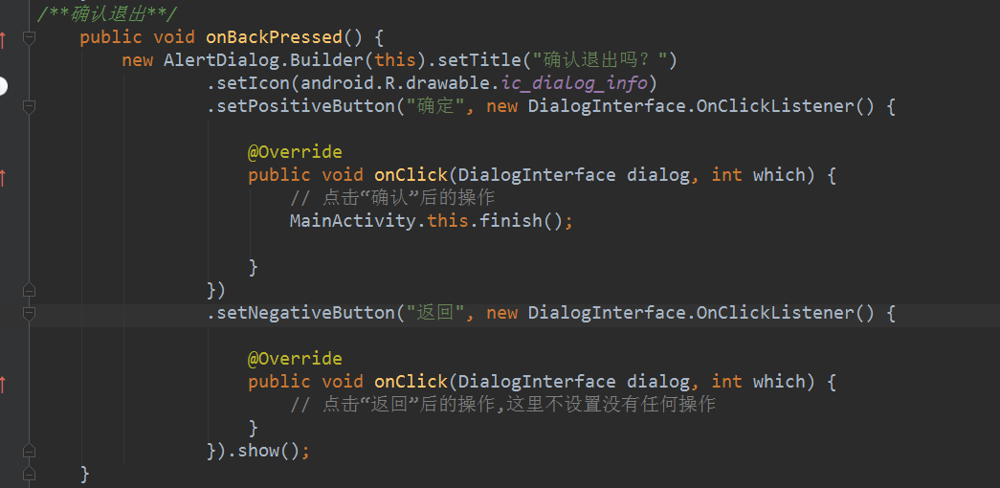 /**确认退出**/
public void onBackPressed() {
new AlertDialog.Builder(this).setTitle("确认退出吗？")
.setIcon(android.R.drawable.ic_dialog_info)
.setPositiveButton("确定", new DialogInterface.OnClickListener() {
@Override
public void onClick(DialogInterface dialog, int which) {
// 点击“确认”后的操作
MainActivity.this.finish();
}
})
.setNegativeButton("返回", new DialogInterface.OnClickListener() {
@Override
public void onClick(DialogInterface dialog, int which) {
// 点击“返回”后的操作,这里不设置没有任何操作
}
}).show();
}